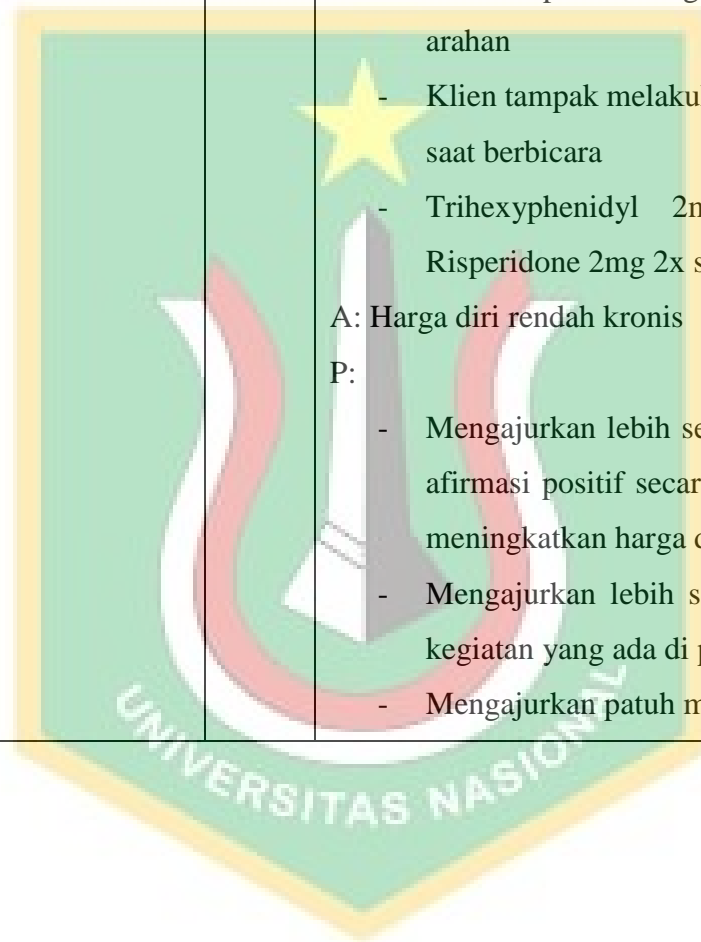 arahan
- Klien tampak melaku
saat berbicara
- Trihexyphenidyl 2m
Risperidone 2mg 2x s
A: Harga diri rendah kronis
P:
- Mengajurkan lebih se
afirmasi positif secar
meningkatkan harga d
- Mengajurkan lebih s
kegiatan yang ada di p
- Mengajurkan patuh m
UNIVERSITAS NASIONAL